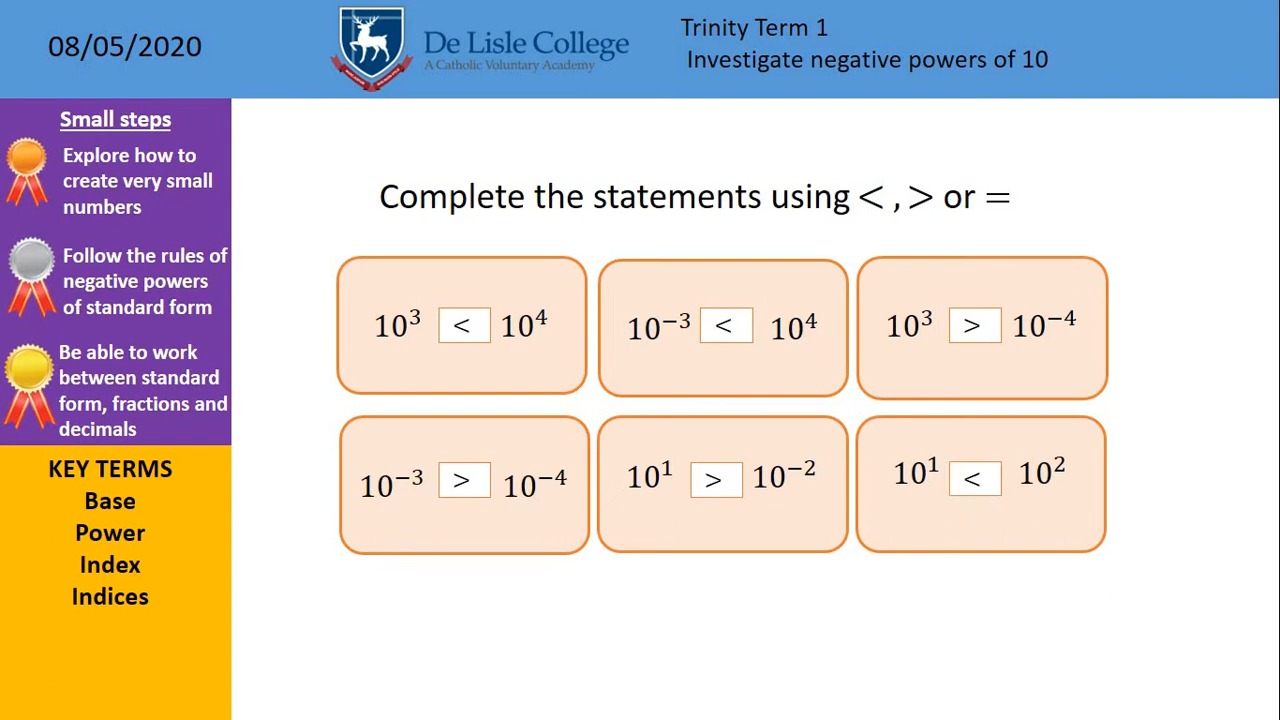 08/05/2020
De Lisle College
A Catholic Voluntary Academy
Trinity Term 1
Investigate negative powers of 10
Small steps
Explore how to
create very small
numbers
Follow the rules of
negative powers
of standard form
Be able to work
between standard
form, fractions and
decimals
KEY TERMS
Base
Power
Index
Indices
Complete the statements using < , > or =
10³ < 10⁴
10⁻³ < 10⁴
10³ > 10⁻⁴
10⁻³ > 10⁻⁴
10¹ > 10⁻²
10¹ < 10²